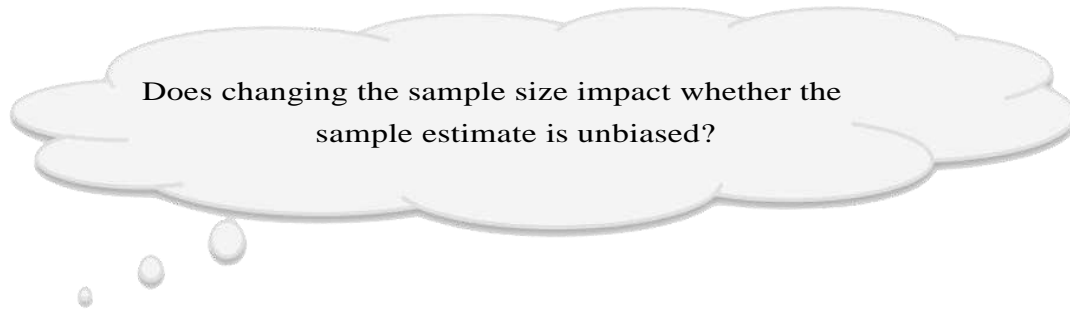 Does changing the sample size impact whether the
sample estimate is unbiased?